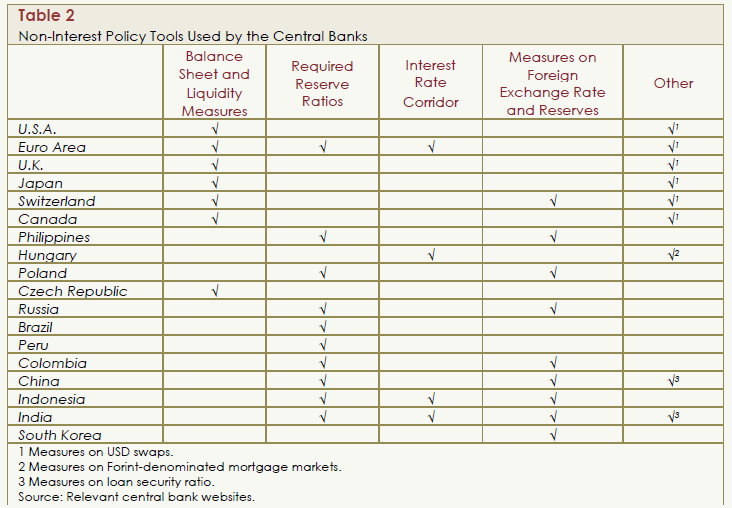 Table 2
Non-Interest Policy Tools Used by the Central Banks
Balance Sheet and Liquidity Measures | Required Reserve Ratios | Interest Rate Corridor | Measures on Foreign Exchange Rate and Reserves | Other
U.S.A. | √ | | | | √1
Euro Area | √ | √ | √ | | √1
U.K. | √ | | | | √1
Japan | √ | | | | √1
Switzerland | √ | | | √ | √1
Canada | √ | | | | √1
Philippines | | √ | | √ |
Hungary | | | √ | | √2
Poland | | √ | | √ |
Czech Republic | √ | | | |
Russia | | √ | | √ |
Brazil | | √ | | |
Peru | | √ | | |
Colombia | | √ | | √ |
China | | √ | | √ | √3
Indonesia | | √ | √ | √ |
India | | √ | √ | √ | √3
South Korea | | | | √ |
1 Measures on USD swaps.
2 Measures on Forint-denominated mortgage markets.
3 Measures on loan security ratio.
Source: Relevant central bank websites.